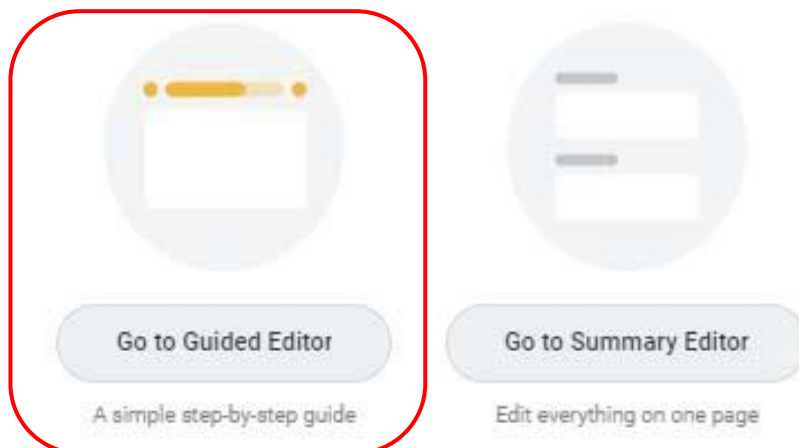 Go to Guided Editor
Go to Summary Editor
A simple step-by-step guide
Edit everything on one page